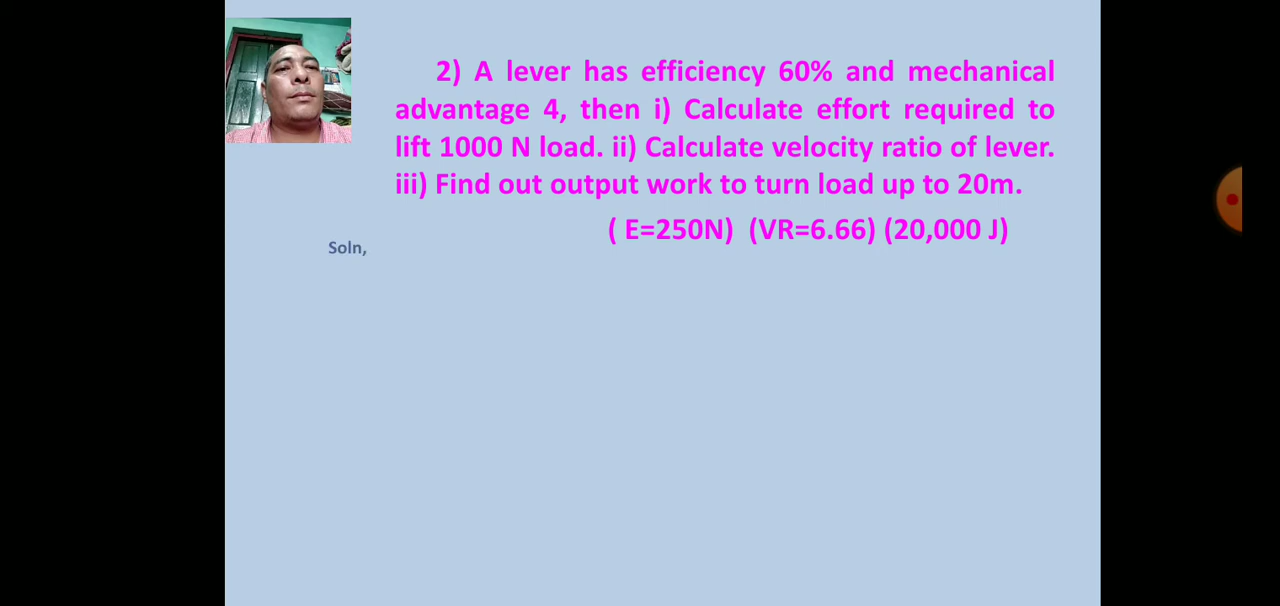 2) A lever has efficiency 60% and mechanical
advantage 4, then i) Calculate effort required to
lift 1000 N load. ii) Calculate velocity ratio of lever.
iii) Find out output work to turn load up to 20m.
( E=250N) (VR=6.66) (20,000 J)
Soln,